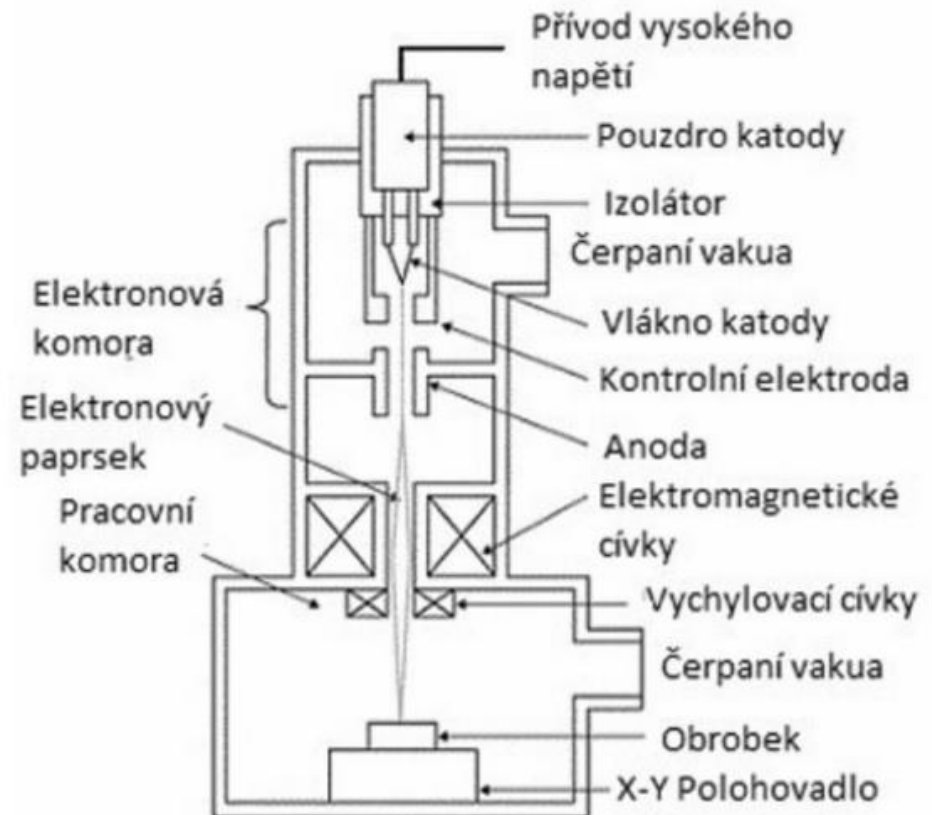 Přívod vysokého
napětí
Pouzdro katody
Izolátor
Čerpaní vakua
Elektronová
komora
Vlákno katody
Kontrolní elektroda
Elektronový
paprsek
Anoda
Elektromagnetické
cívky
Pracovní
komora
Vychylovací cívky
Čerpaní vakua
Obrobek
X-Y Polohovadlo